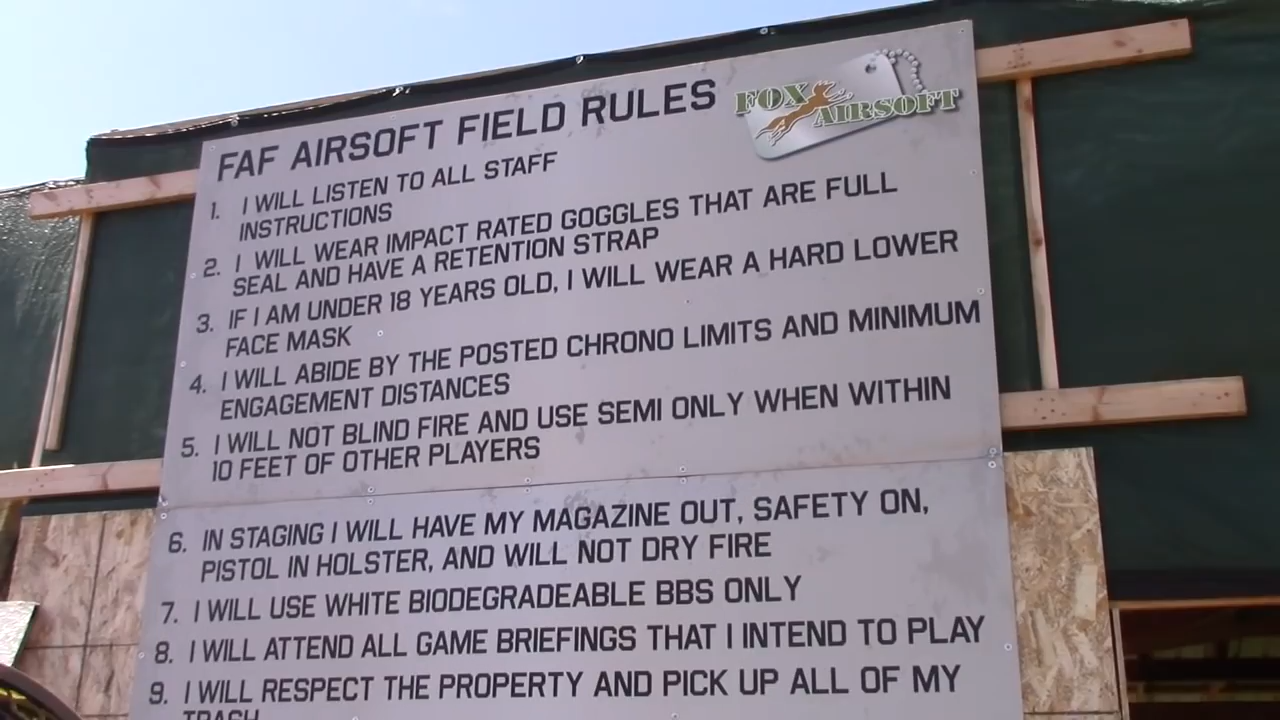 FAF AIRSOFT FIELD RULES
FOX AIRSOFT
1. I WILL LISTEN TO ALL STAFF
INSTRUCTIONS
2. I WILL WEAR IMPACT RATED GOGGLES THAT ARE FULL
SEAL AND HAVE A RETENTION STRAP
3. IF I AM UNDER 18 YEARS OLD, I WILL WEAR A HARD LOWER
FACE MASK
4. I WILL ABIDE BY THE POSTED CHRONO LIMITS AND MINIMUM
ENGAGEMENT DISTANCES
5. I WILL NOT BLIND FIRE AND USE SEMI ONLY WHEN WITHIN
10 FEET OF OTHER PLAYERS
6. IN STAGING I WILL HAVE MY MAGAZINE OUT, SAFETY ON,
PISTOL IN HOLSTER, AND WILL NOT DRY FIRE
7. I WILL USE WHITE BIODEGRADEABLE BBS ONLY
8. I WILL ATTEND ALL GAME BRIEFINGS THAT I INTEND TO PLAY
9. I WILL RESPECT THE PROPERTY AND PICK UP ALL OF MY
TRASH